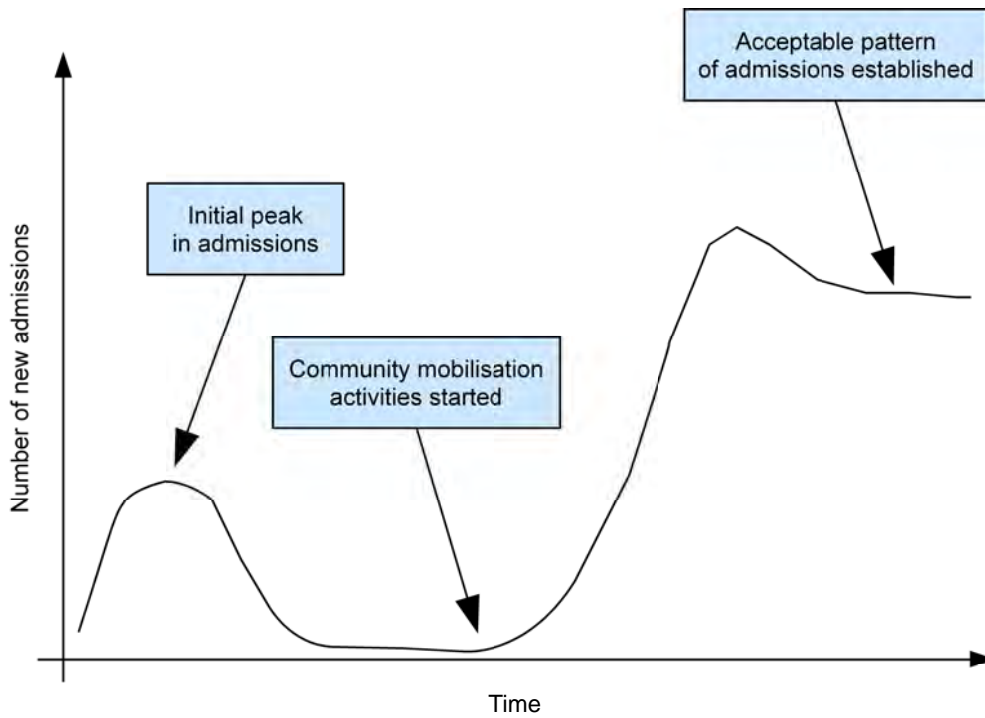 Acceptable pattern
of admissions established
Initial peak
in admissions
Community mobilisation
activities started
Number of new admissions
Time